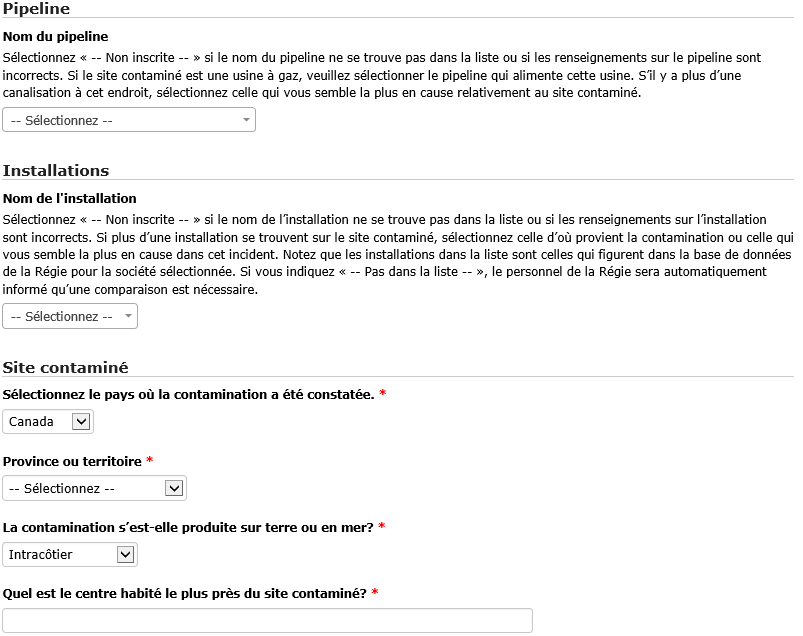 Pipeline
Nom du pipeline
Sélectionnez « -- Non inscrite -- » si le nom du pipeline ne se trouve pas dans la liste ou si les renseignements sur le pipeline sont
incorrects. Si le site contaminé est une usine à gaz, veuillez sélectionner le pipeline qui alimente cette usine. S’il y a plus d’une
canalisation à cet endroit, sélectionnez celle qui vous semble la plus en cause relativement au site contaminé.
-- Sélectionnez --
Installations
Nom de l'installation
Sélectionnez « -- Non inscrite -- » si le nom de l’installation ne se trouve pas dans la liste ou si les renseignements sur l’installation
sont incorrects. Si plus d’une installation se trouvent sur le site contaminé, sélectionnez celle d’où provient la contamination ou celle qui
vous semble la plus en cause dans cet incident. Notez que les installations dans la liste sont celles qui figurent dans la base de données
de la Régie pour la société sélectionnée. Si vous indiquez « -- Pas dans la liste -- », le personnel de la Régie sera automatiquement
informé qu’une comparaison est nécessaire.
-- Sélectionnez --
Site contaminé
Sélectionnez le pays où la contamination a été constatée. *
Canada
Province ou territoire *
-- Sélectionnez --
La contamination s’est-elle produite sur terre ou en mer? *
Intracôtier
Quel est le centre habité le plus près du site contaminé? *